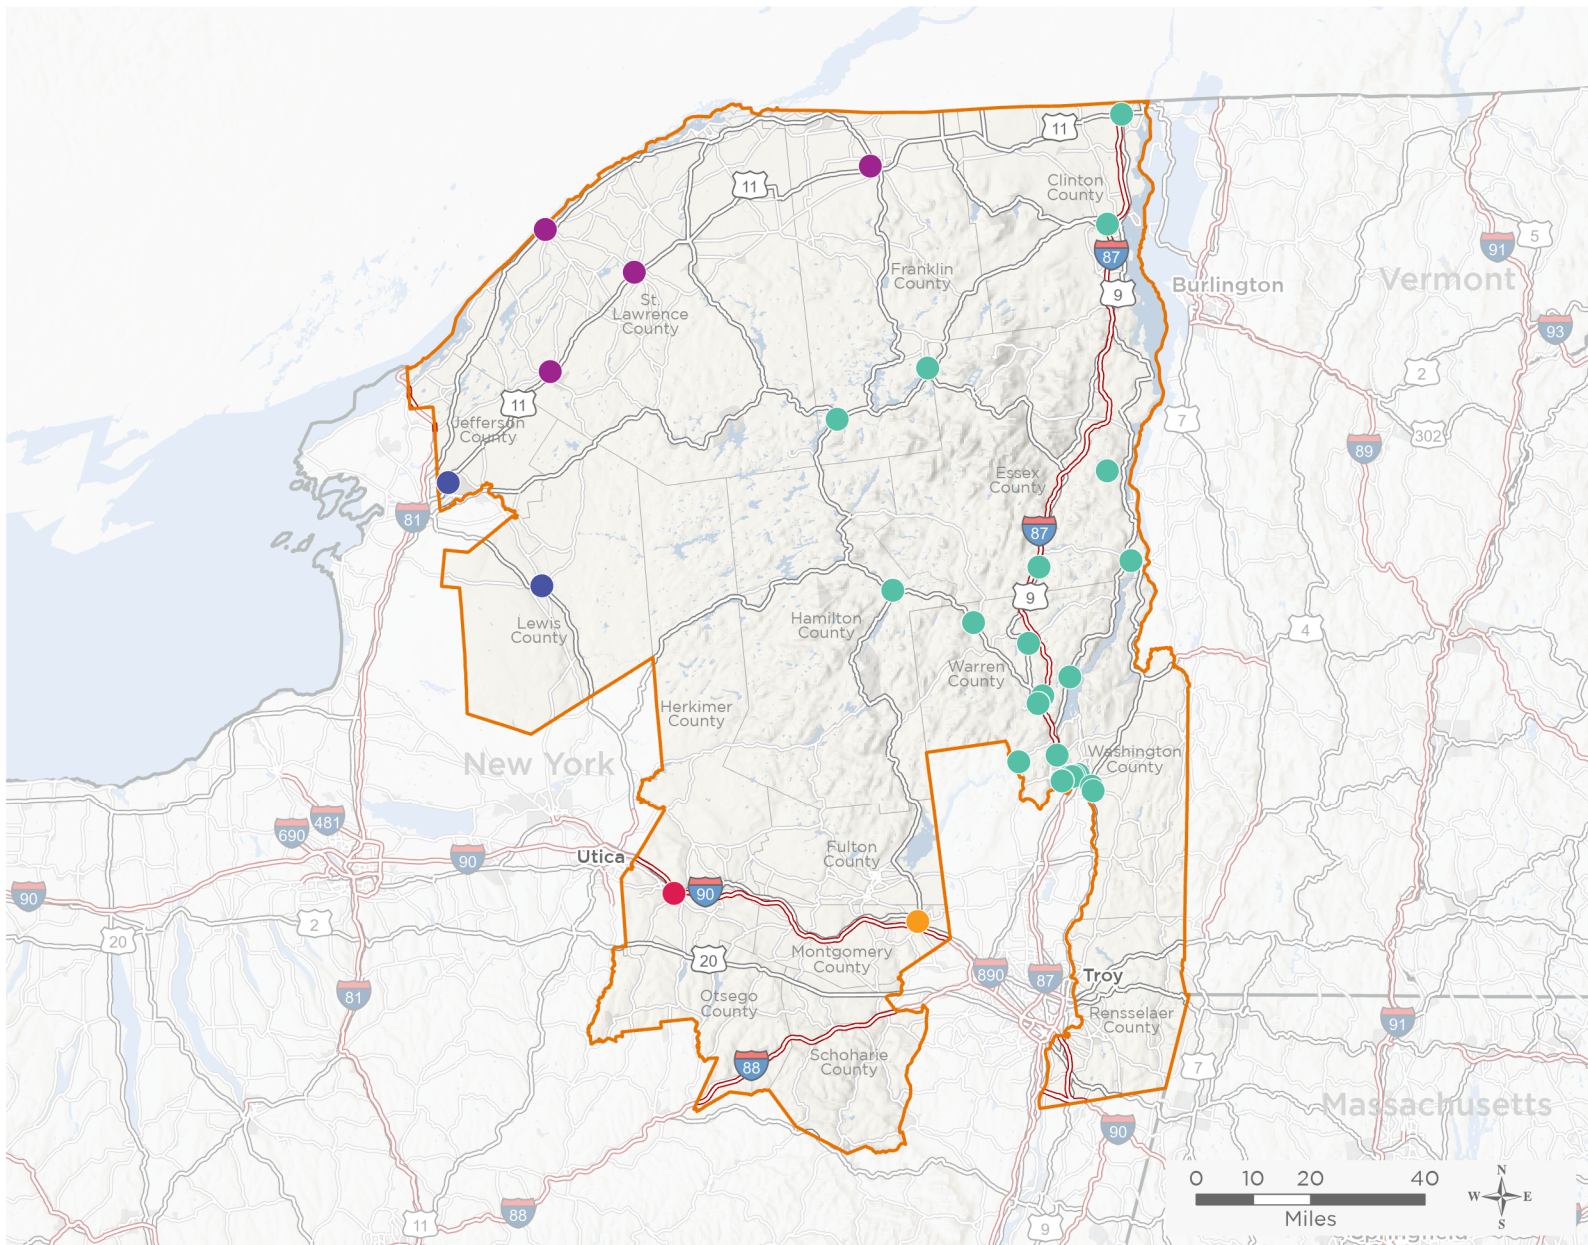 11
Clinton
County
11
87
9
Franklin
County
Burlington
Vermont
91
5
93
St.
Lawrence
County
2
7
302
89
11
Jefferson
County
Essex
County
81
87
9
4
Lewis
County
Hamilton
County
Warren
County
Herkimer
County
New York
Washington
County
690
481
90
90
Utica
90
Fulton
County
2
20
20
Montgomery
County
890
87
Troy
81
Otsego
County
Rensselaer
County
91
88
Schoharie
County
7
Massachusetts
90
88
11
9
0 10 20 40
Miles
N
W E
S
Springfield